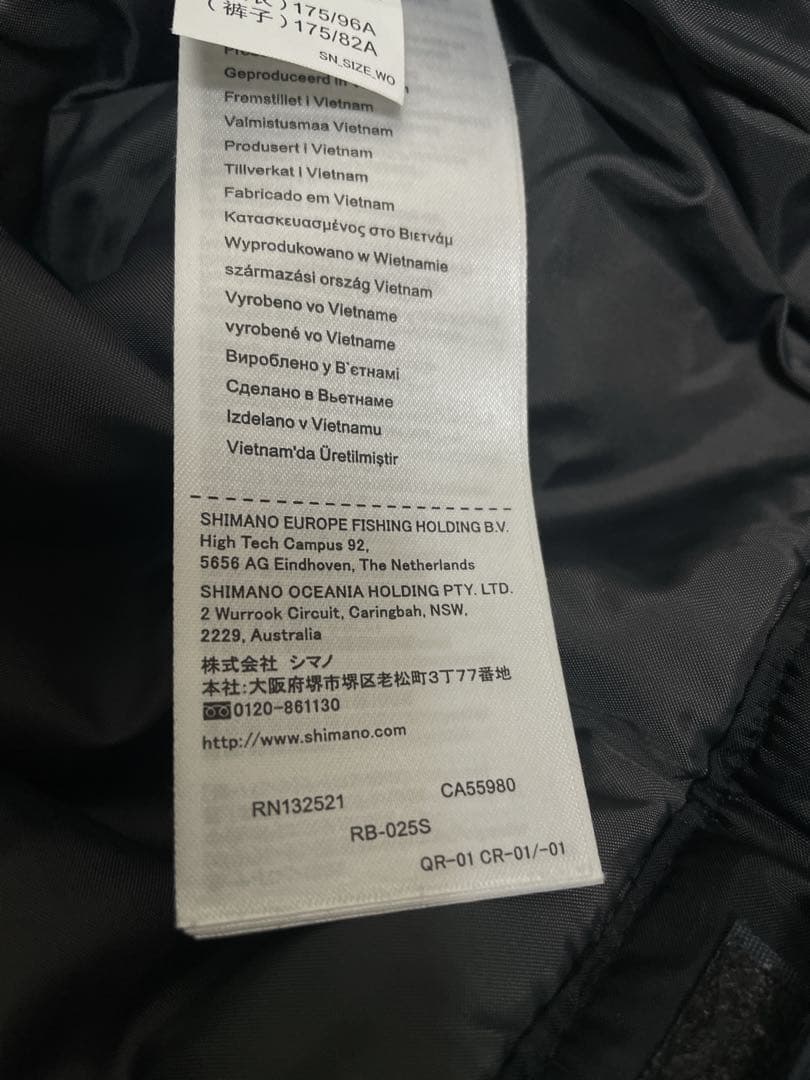 ）175/96A
（裤子）175/82A
SN_SIZE_WO
Geproduceerd in
Fremstillet i Vietnam
Valmistusmaa Vietnam
Produsert i Vietnam
Tillverkat i Vietnam
Fabricado em Vietnam
Κατασκευασμένος στο Βιετνάμ
Wyprodukowano w Wietnamie
származási ország Vietnam
Vyrobeno vo Vietname
vyrobené vo Vietname
Вироблено у В'єтнамі
Сделано в Вьетнаме
Izdelano v Vietnamu
Vietnam'da Üretilmiştir
SHIMANO EUROPE FISHING HOLDING B.V.
High Tech Campus 92,
5656 AG Eindhoven, The Netherlands
SHIMANO OCEANIA HOLDING PTY. LTD.
2 Wurrook Circuit, Caringbah, NSW,
2229, Australia
株式会社 シマノ
本社:大阪府堺市堺区老松町3丁77番地
0120-861130
http://www.shimano.com
RN132521 CA55980
RB-025S
QR-01 CR-01/-01